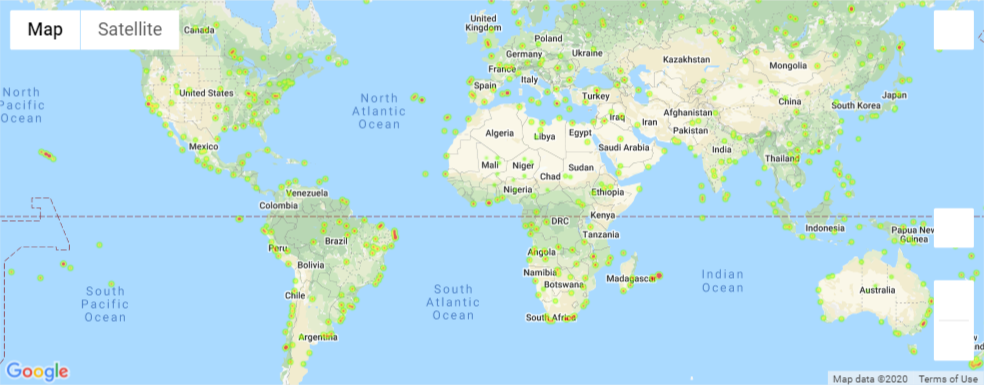 Map Satellite
Canada
United
Kingdom
Poland
Germany
Ukraine
France
Kazakhstan
Mongolia
Italy
Spain
United States
Turkey
China
Japan
South Korea
North
Pacific
Ocean
North
Atlantic
Ocean
Iraq
Iran
Afghanistan
Pakistan
Algeria
Libya
Egypt
Saudi Arabia
India
Mexico
Mali
Niger
Chad
Sudan
Thailand
Nigeria
Ethiopia
Venezuela
Colombia
Kenya
DRC
Indonesia
Papua New
Guinea
Tanzania
Brazil
Peru
Angola
Bolivia
Namibia
Botswana
Madagascar
Indian
Ocean
Australia
South
Pacific
Ocean
Chile
South
Atlantic
Ocean
South Africa
Argentina
Google
Map data ©2020 Terms of Use